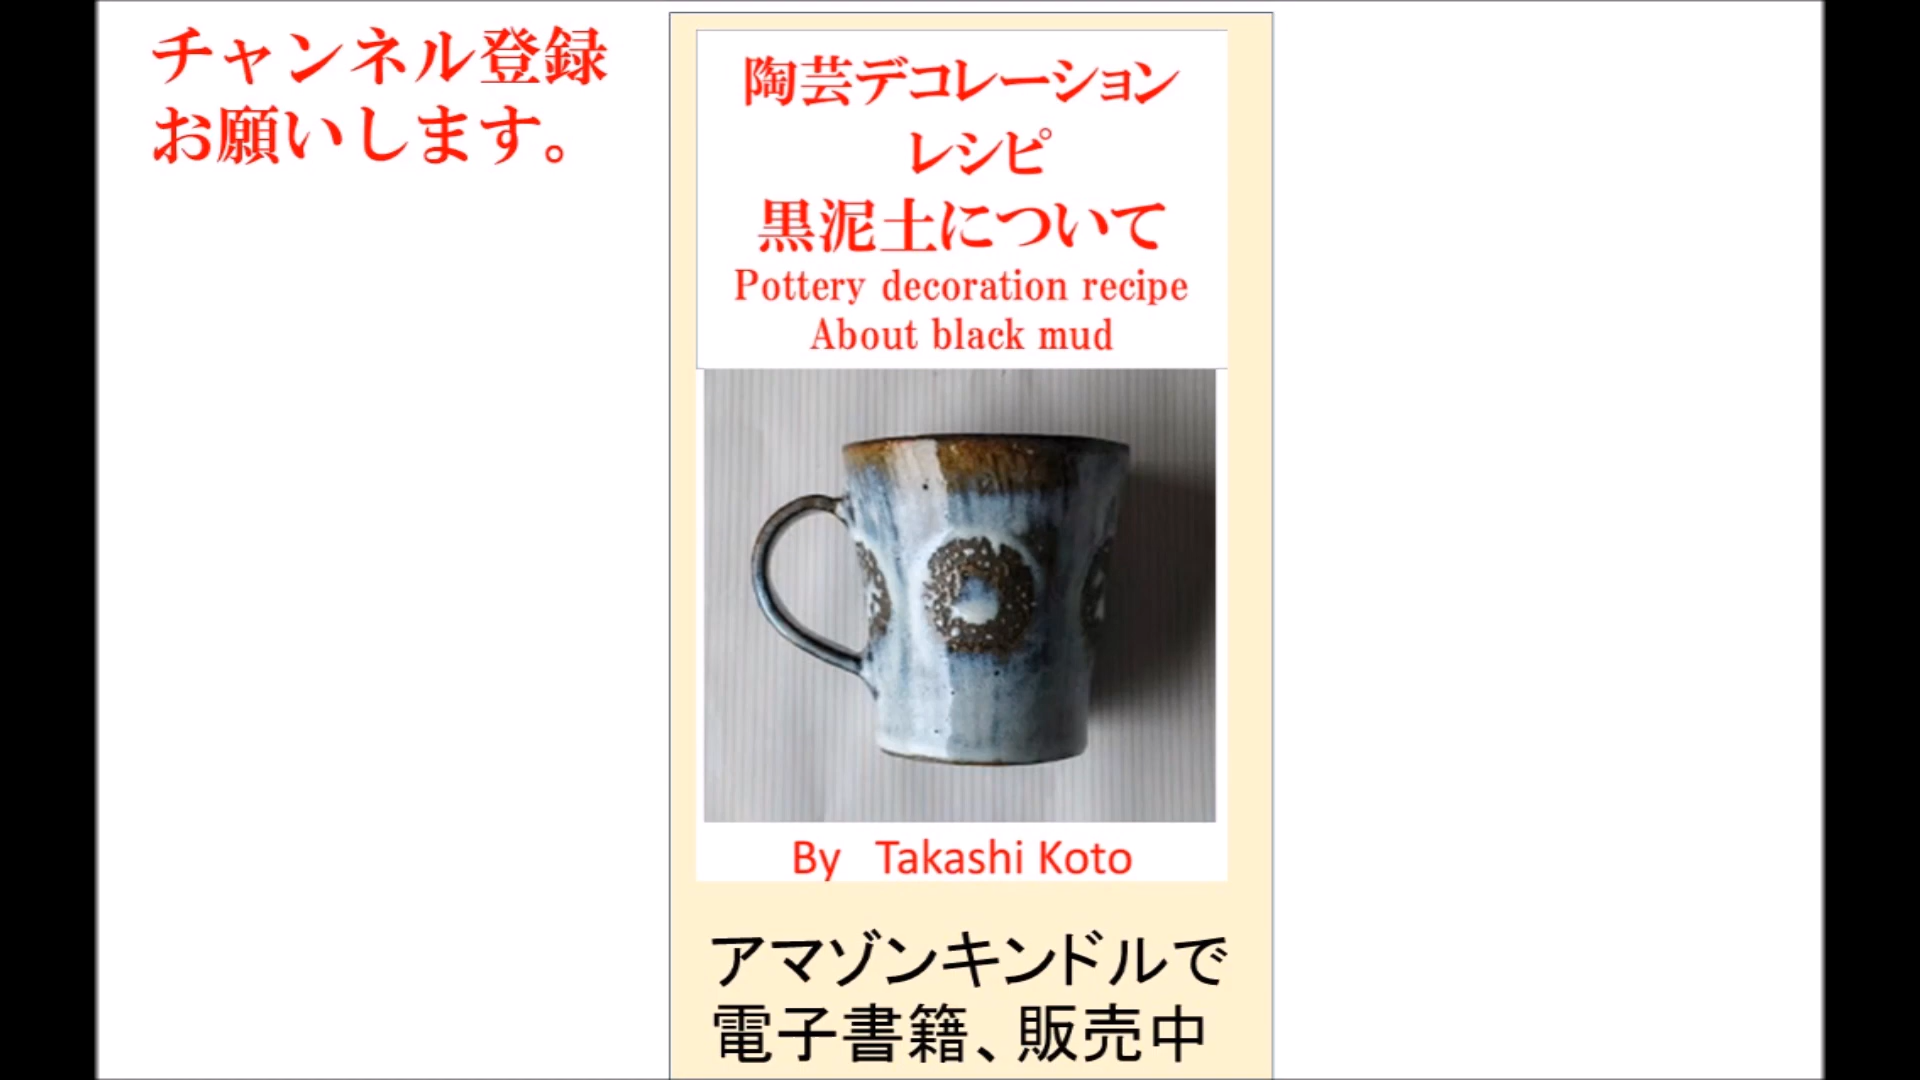 チャンネル登録
お願いします。
陶芸デコレーション
レシピ
黒泥土について
Pottery decoration recipe
About black mud
By Takashi Koto
アマゾンキンドルで
電子書籍、販売中